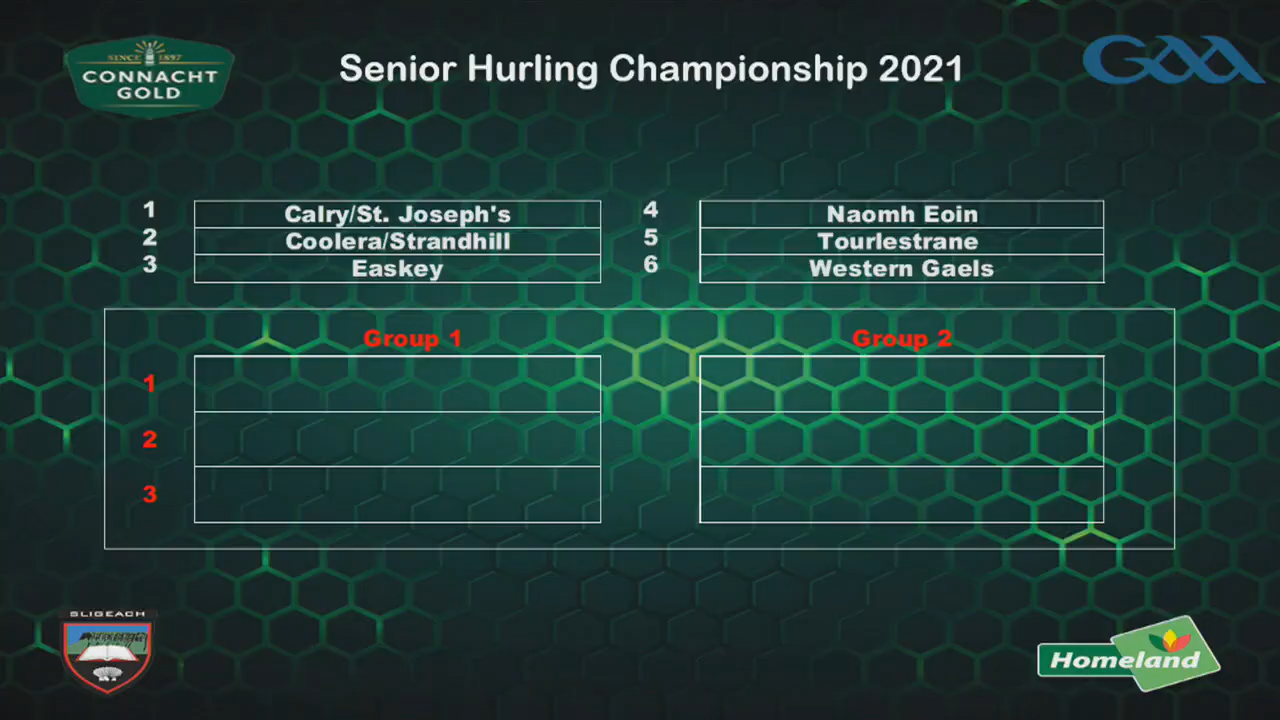 SINCE 1897
CONNACHT
GOLD
Senior Hurling Championship 2021
GAA
1 Calry/St. Joseph's
2 Coolera/Strandhill
3 Easkey
4 Naomh Eoin
5 Tourlestrane
6 Western Gaels
Group 1 Group 2
1
2
3
SLIGEACH
Homeland